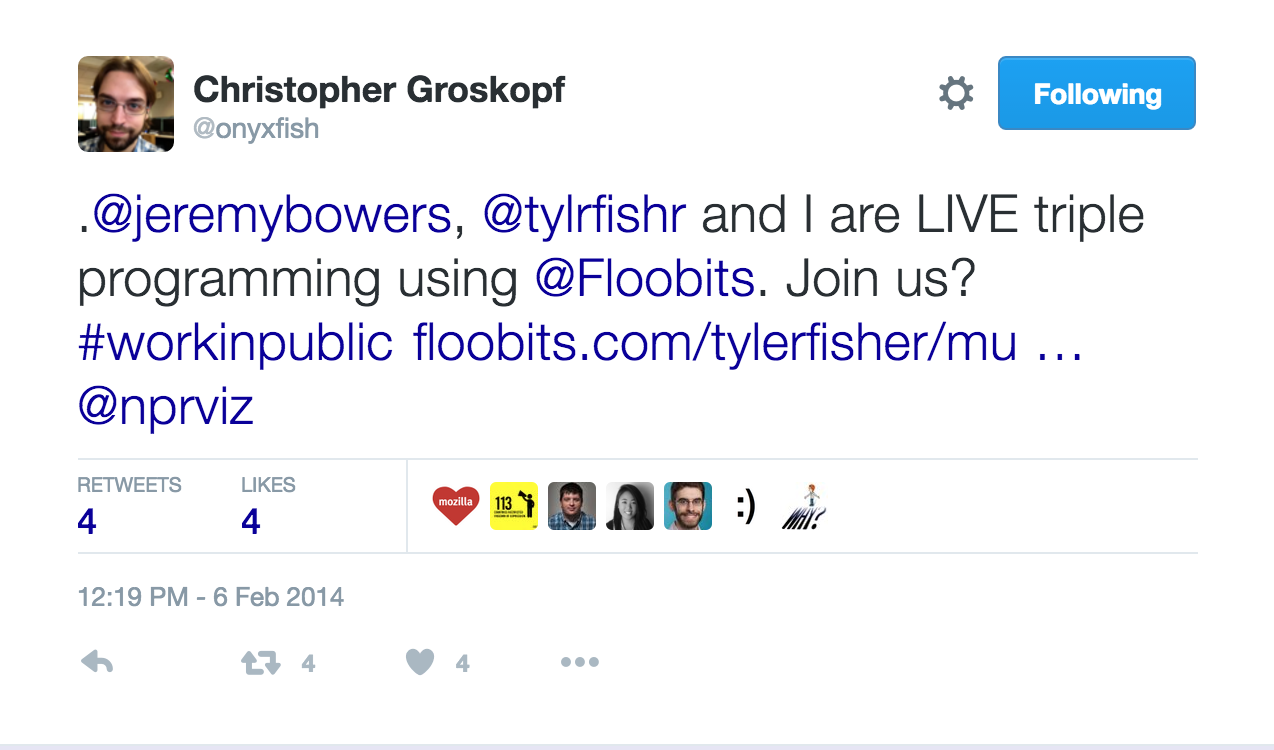 Christopher Groskopf
@onyxfish
Following
.@jeremybowers, @tylrfishr and I are LIVE triple
programming using @Floobits. Join us?
#workinpublic floobits.com/tylerfisher/mu …
@nprviz
RETWEETS LIKES
4 4
mozilla
113
:)
WHY?
12:19 PM - 6 Feb 2014
4 4